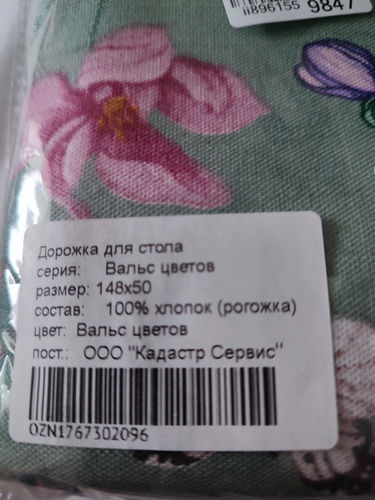 ii896155 9847
Дорожка для стола
серия: Вальс цветов
размер: 148х50
состав: 100% хлопок (рогожка)
цвет: Вальс цветов
пост.: ООО "Кадастр Сервис"
OZN1767302096